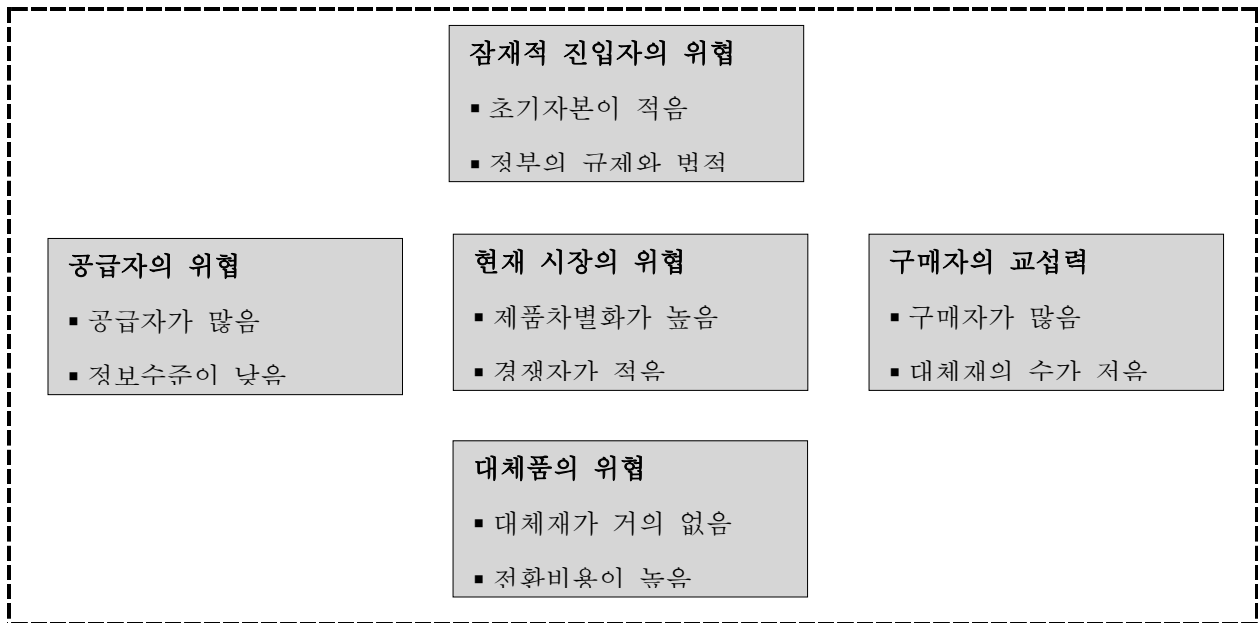 잠재적 진입자의 위협
▪ 초기자본이 적음
▪ 정부의 규제와 법적
공급자의 위협
▪ 공급자가 많음
▪ 정보수준이 낮음
현재 시장의 위협
▪ 제품차별화가 높음
▪ 경쟁자가 적음
구매자의 교섭력
▪ 구매자가 많음
▪ 대체재의 수가 적음
대체품의 위협
▪ 대체재가 거의 없음
▪ 전환비용이 높음